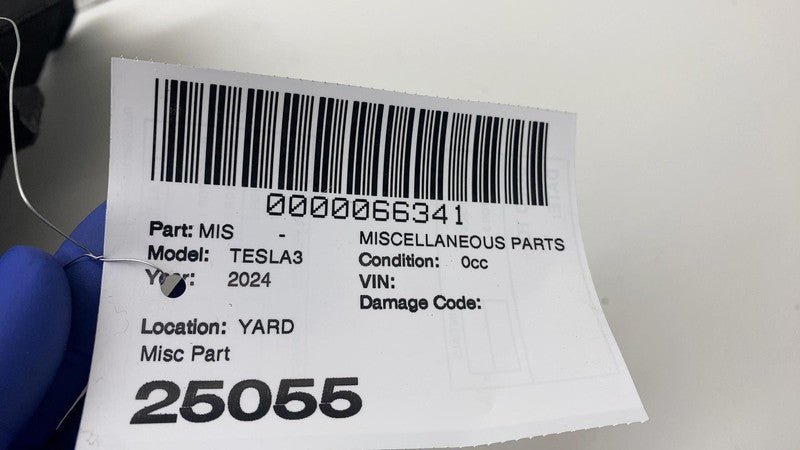 0000066341
Part: MIS - MISCELLANEOUS PARTS
Model: TESLA3 Condition: 0cc
Year: 2024 VIN:
Damage Code:
Location: YARD
Misc Part
25055